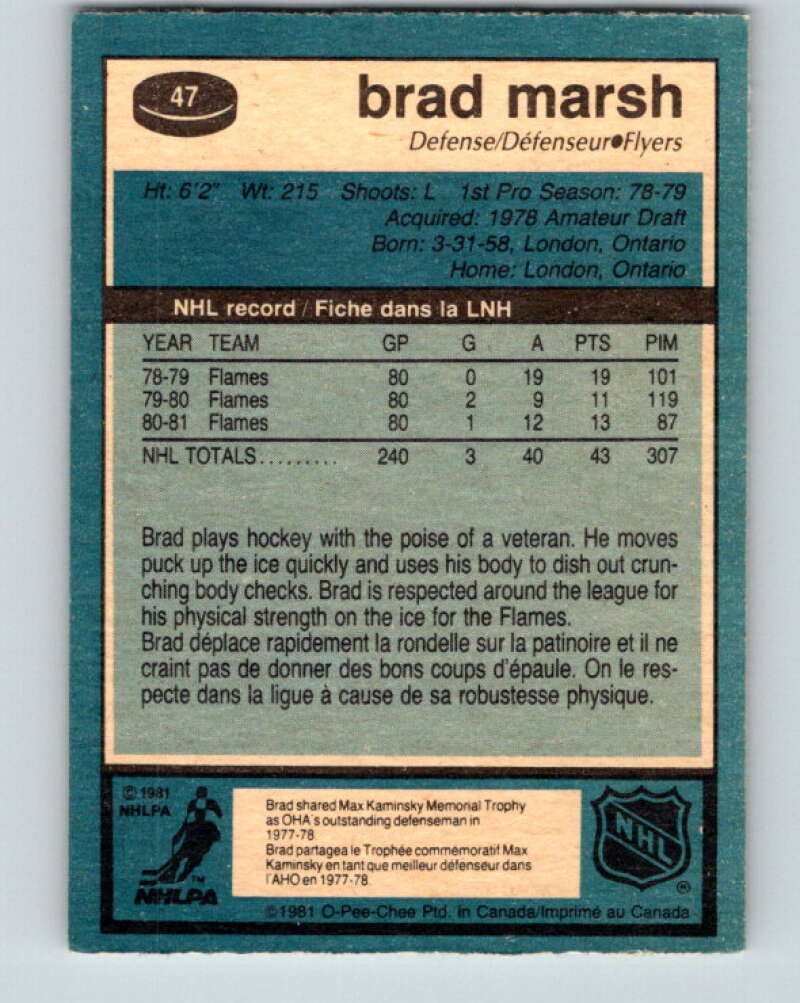 47
brad marsh
Defense/Défenseur●Flyers
Ht: 6'2" Wt: 215 Shoots: L 1st Pro Season: 78-79
Acquired: 1978 Amateur Draft
Born: 3-31-58, London, Ontario
Home: London, Ontario
NHL record / Fiche dans la LNH
YEAR TEAM GP G A PTS PIM
78-79 Flames 80 0 19 19 101
79-80 Flames 80 2 9 11 119
80-81 Flames 80 1 12 13 87
NHL TOTALS......... 240 3 40 43 307
Brad plays hockey with the poise of a veteran. He moves
puck up the ice quickly and uses his body to dish out crun-
ching body checks. Brad is respected around the league for
his physical strength on the ice for the Flames.
Brad déplace rapidement la rondelle sur la patinoire et il ne
craint pas de donner des bons coups d'épaule. On le res-
pecte dans la ligue à cause de sa robustesse physique.
© 1981
NHLPA
Brad shared Max Kaminsky Memorial Trophy
as OHA's outstanding defenseman in
1977-78.
Brad partagea le Trophée commémoratif Max
Kaminsky en tant que meilleur défenseur dans
l'AHO en 1977-78.
TM
NHLPA
NHL
®
©1981 O-Pee-Chee Ptd. in Canada/Imprimé au Canada